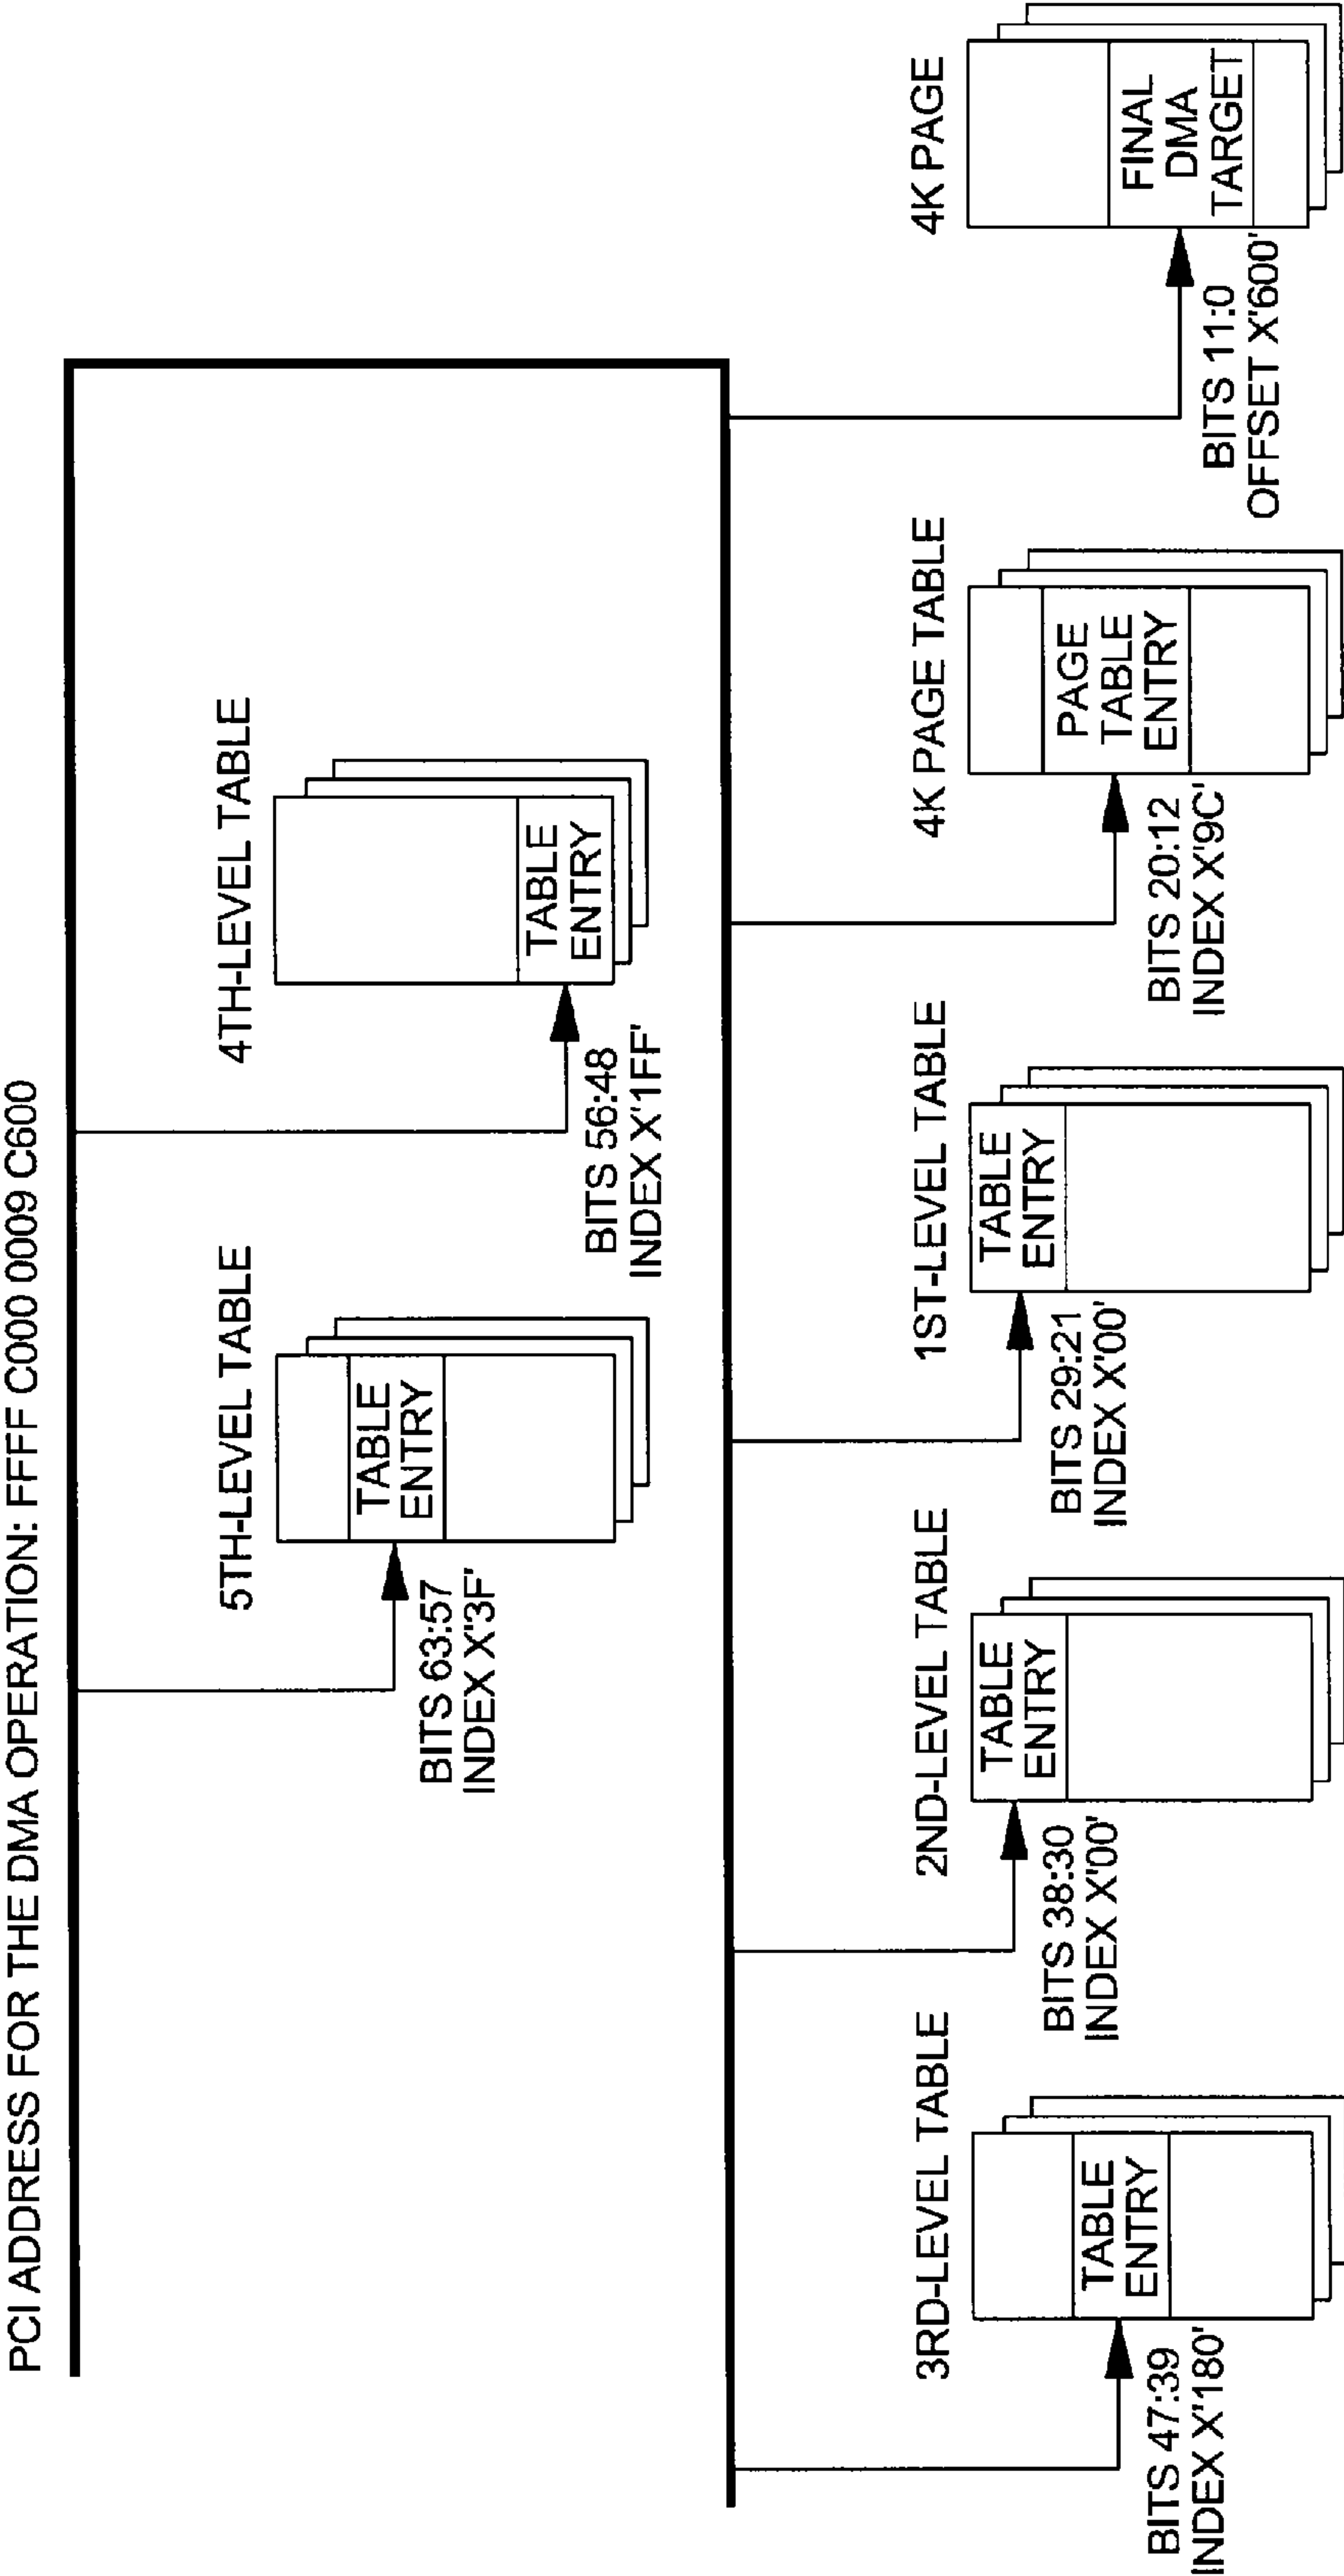 PCI ADDRESS FOR THE DMA OPERATION: FFFF C000 0009 C600
5TH-LEVEL TABLE
TABLE
ENTRY
BITS 63:57
INDEX X'3F'
4TH-LEVEL TABLE
TABLE
ENTRY
BITS 56:48
INDEX X'1FF'
3RD-LEVEL TABLE
TABLE
ENTRY
BITS 47:39
INDEX X'180'
2ND-LEVEL TABLE
TABLE
ENTRY
BITS 38:30
INDEX X'00'
1ST-LEVEL TABLE
TABLE
ENTRY
BITS 29:21
INDEX X'00'
4K PAGE TABLE
PAGE
TABLE
ENTRY
BITS 20:12
INDEX X'9C'
4K PAGE
FINAL
DMA
TARGET
BITS 11:0
OFFSET X'600'